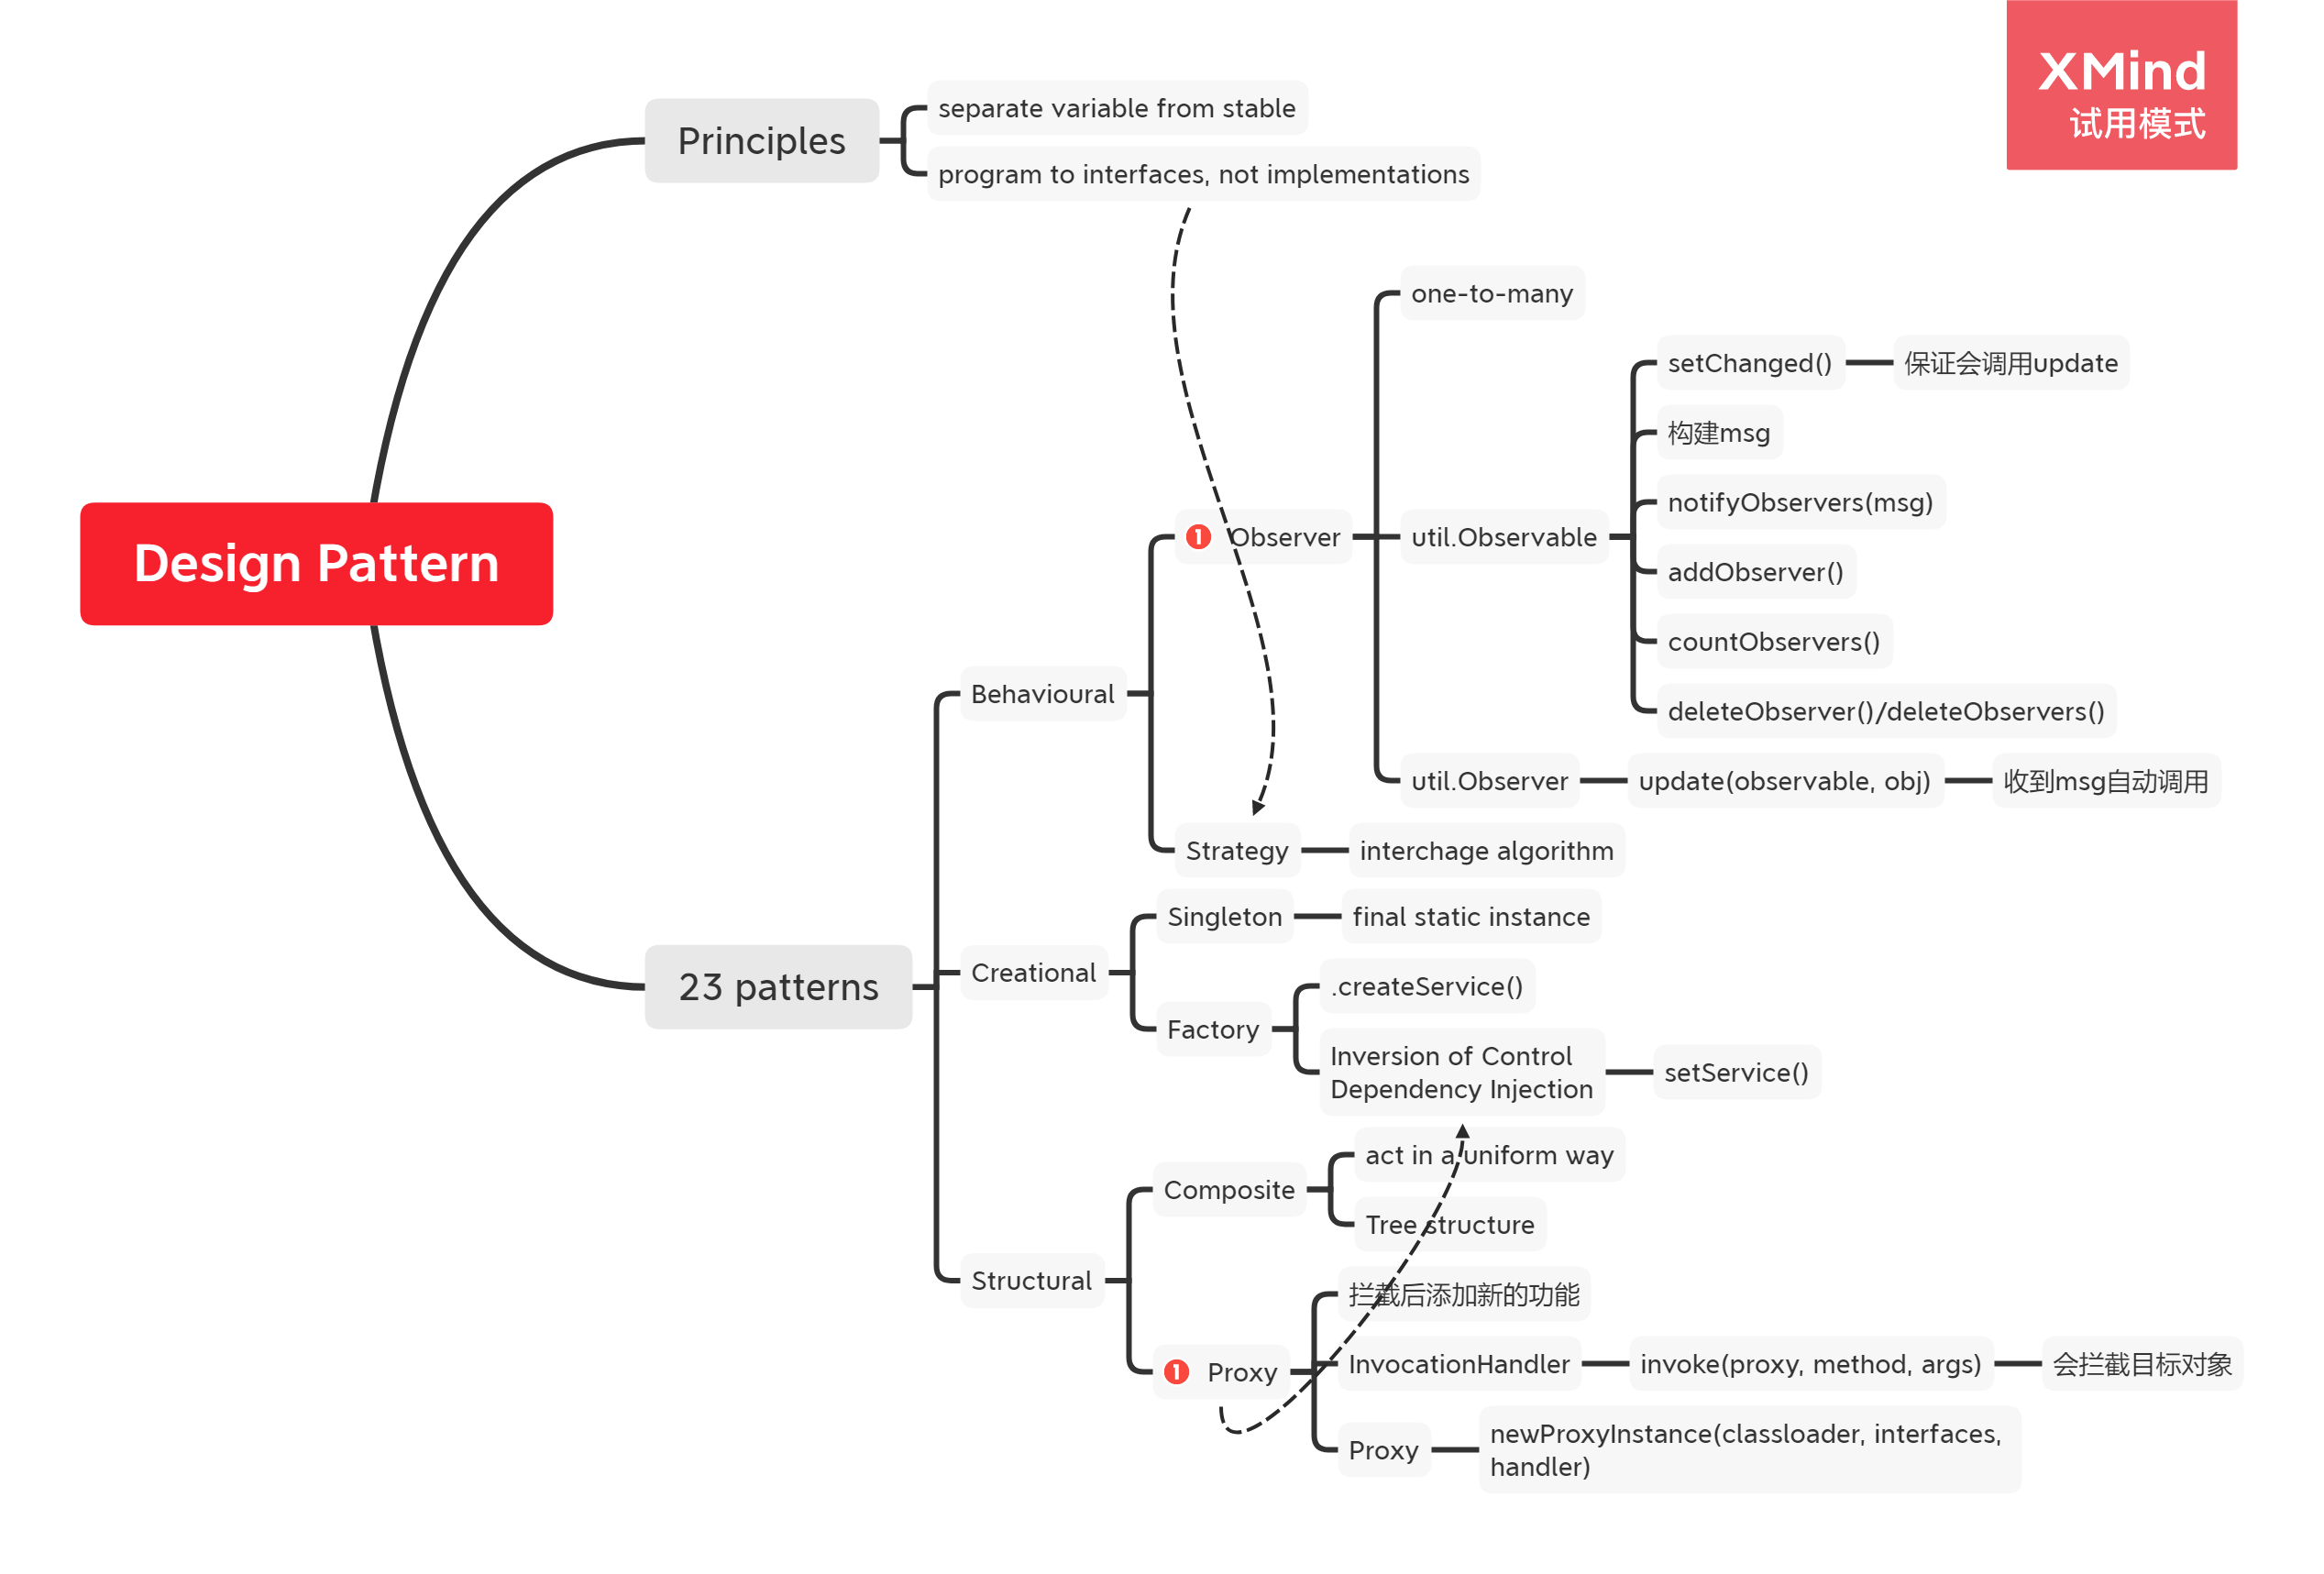 XMind
试用模式
Design Pattern
Principles
separate variable from stable
program to interfaces, not implementations
23 patterns
Behavioural
Observer
one-to-many
util.Observable
setChanged()
保证会调用update
构建msg
notifyObservers(msg)
addObserver()
countObservers()
deleteObserver()/deleteObservers()
util.Observer
update(observable, obj)
收到msg自动调用
Strategy
interchage algorithm
Creational
Singleton
final static instance
Factory
.createService()
Inversion of Control
Dependency Injection
setService()
Structural
Composite
act in a uniform way
Tree structure
1 Proxy
拦截后添加新的功能
InvocationHandler
invoke(proxy, method, args)
会拦截目标对象
Proxy
newProxyInstance(classloader, interfaces,
handler)